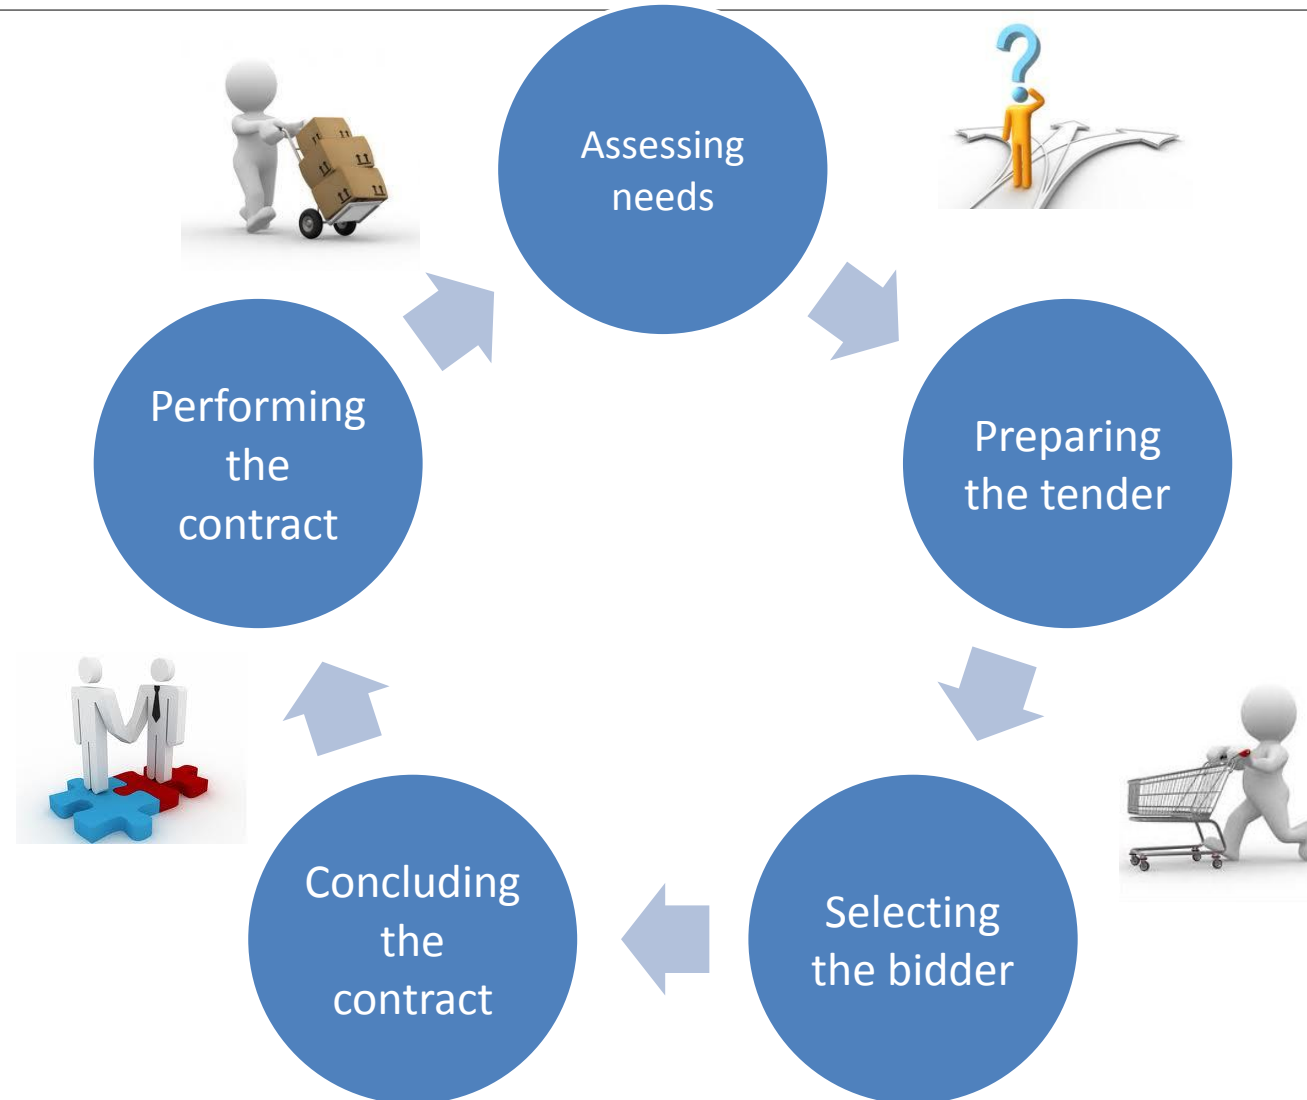 Assessing
needs
Preparing
the tender
Selecting
the bidder
Concluding
the
contract
Performing
the
contract